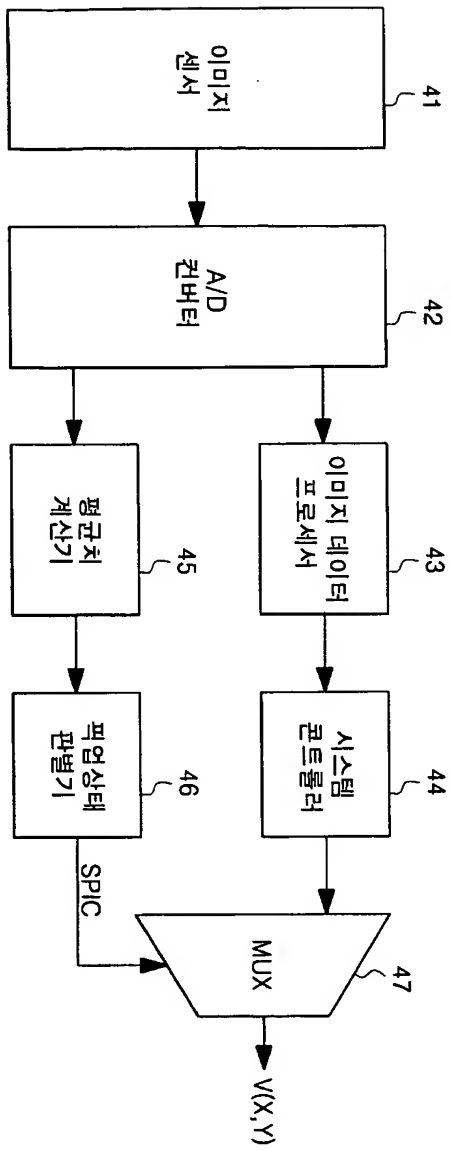 41
이미지
센서
42
A/D
컨버터
43
이미지 데이터
프로세서
44
시스템
콘트롤러
45
평균치
계산기
46
픽업상태
판별기
SPIC
47
MUX
V(X,Y)